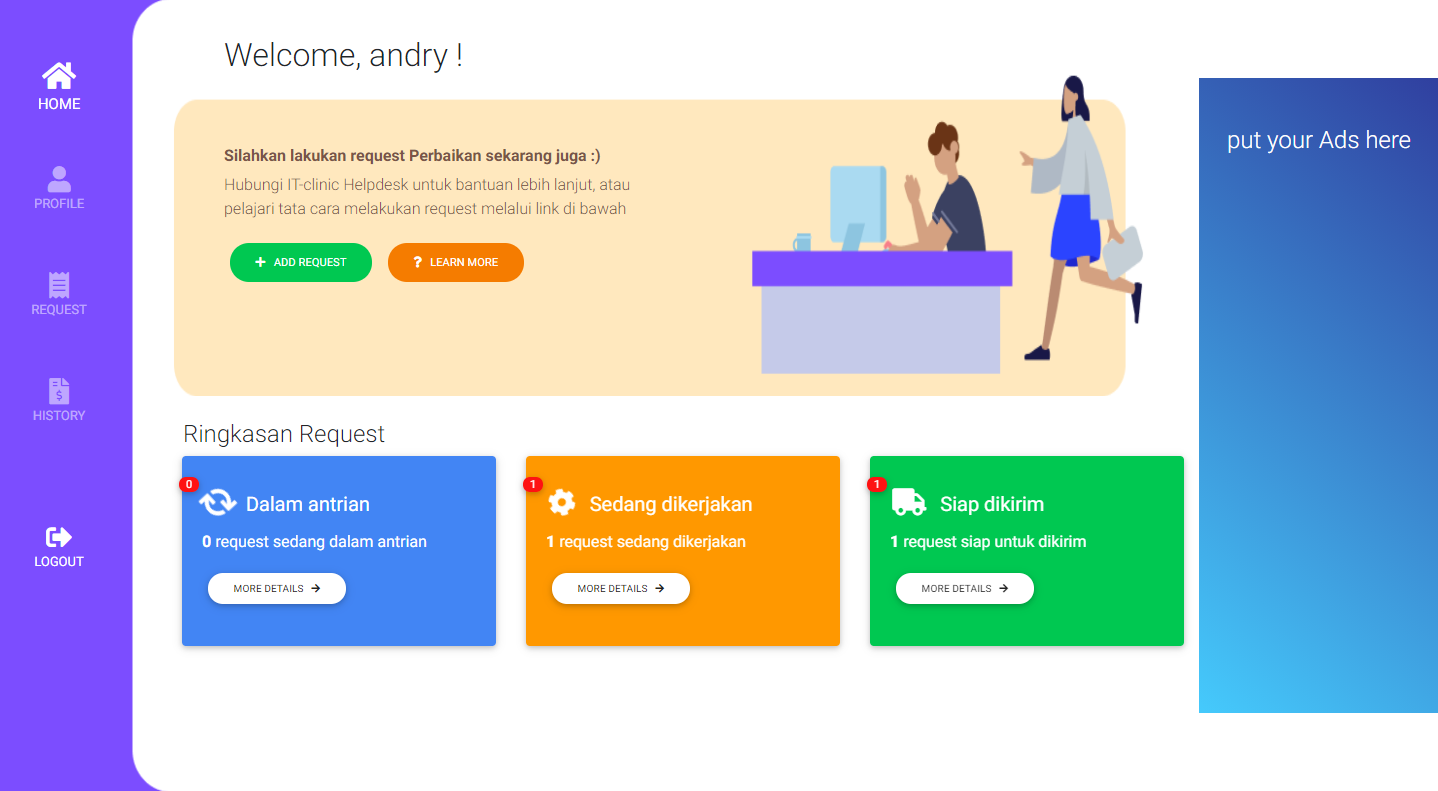 HOME
PROFILE
REQUEST
HISTORY
LOGOUT
Welcome, andry !
Silahkan lakukan request Perbaikan sekarang juga :)
Hubungi IT-clinic Helpdesk untuk bantuan lebih lanjut, atau
pelajari tata cara melakukan request melalui link di bawah
+ ADD REQUEST
? LEARN MORE
put your Ads here
Ringkasan Request
0
Dalam antrian
0 request sedang dalam antrian
MORE DETAILS →
1
Sedang dikerjakan
1 request sedang dikerjakan
MORE DETAILS →
1
Siap dikirim
1 request siap untuk dikirim
MORE DETAILS →